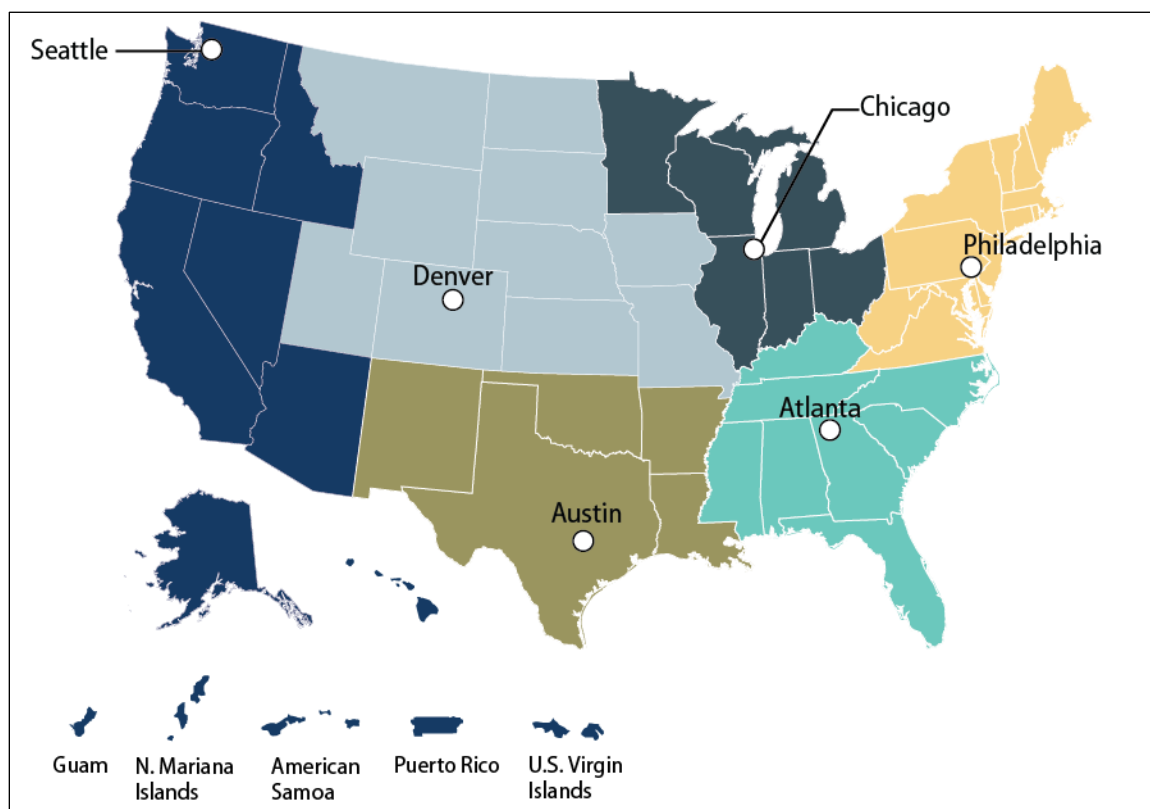 Seattle
Chicago
Philadelphia
Denver
Atlanta
Austin
Guam
N. Mariana
Islands
American
Samoa
Puerto Rico
U.S. Virgin
Islands